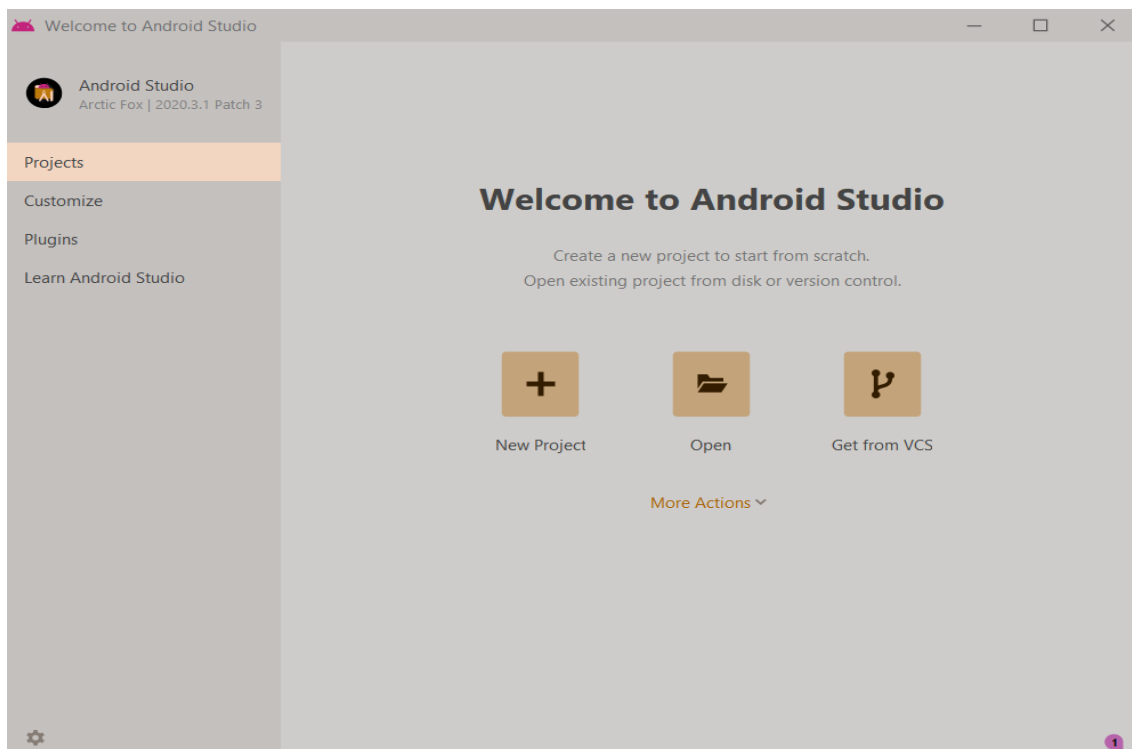 Welcome to Android Studio
Android Studio
Arctic Fox | 2020.3.1 Patch 3
Projects
Customize
Plugins
Learn Android Studio
Welcome to Android Studio
Create a new project to start from scratch.
Open existing project from disk or version control.
New Project
Open
Get from VCS
More Actions
1